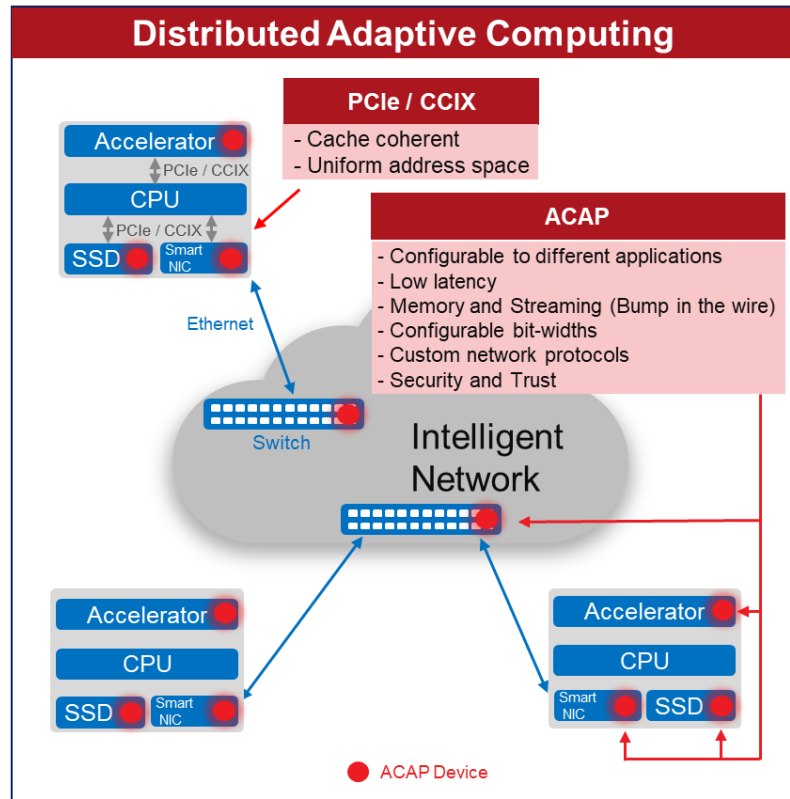 Distributed Adaptive Computing
PCIe / CCIX
- Cache coherent
- Uniform address space
Accelerator
PCIe / CCIX
CPU
PCIe / CCIX
SSD
Smart
NIC
ACAP
- Configurable to different applications
- Low latency
- Memory and Streaming (Bump in the wire)
- Configurable bit-widths
- Custom network protocols
- Security and Trust
Ethernet
Switch
Intelligent
Network
Accelerator
CPU
SSD
Smart
NIC
Accelerator
CPU
Smart
NIC
SSD
ACAP Device